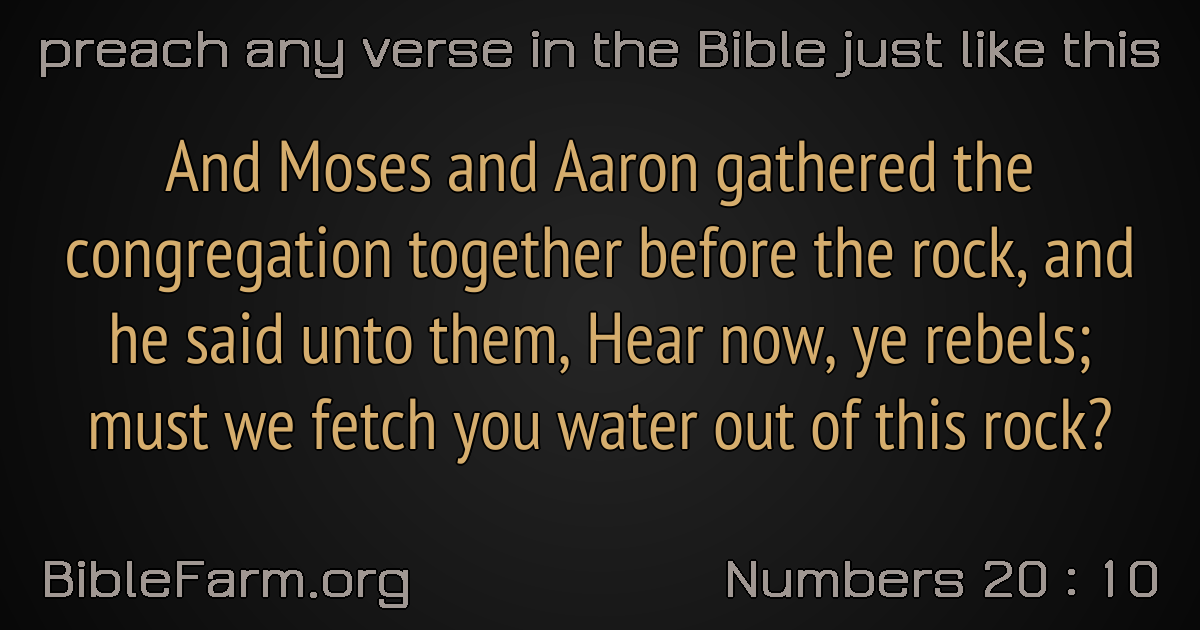 preach any verse in the Bible just like this
And Moses and Aaron gathered the
congregation together before the rock, and
he said unto them, Hear now, ye rebels;
must we fetch you water out of this rock?
BibleFarm.org
Numbers 20 : 10